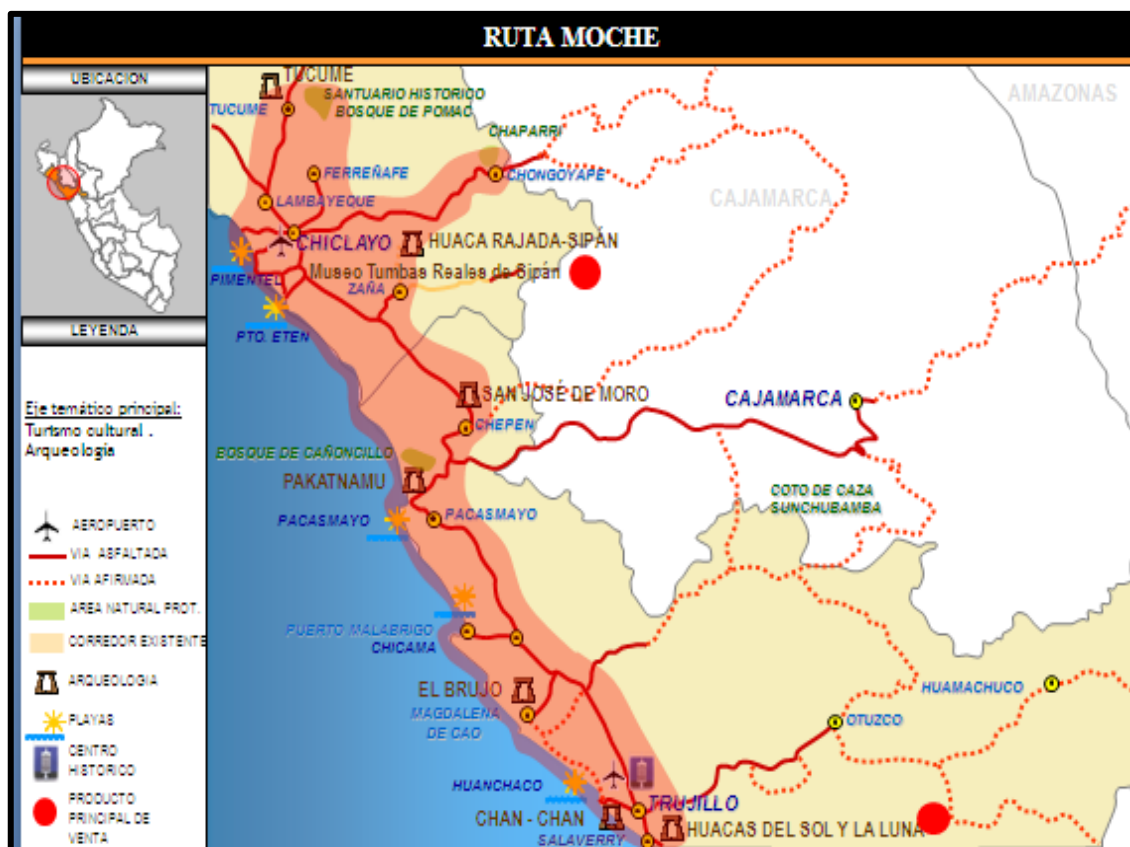 RUTA MOCHE
UBICACION
LEYENDA
Eje temático principal:
Turismo cultural .
Arqueologia
AEROPUERTO
VIA ASFALTADA
VIA AFIRMADA
AREA NATURAL PROT.
CORREDOR EXISTENTE
ARQUEOLOGIA
PLAYAS
CENTRO
HISTORICO
PRODUCTO
PRINCIPAL DE
VENTA
TUCUME
SANTUARIO HISTORICO
BOSQUE DE POMAC
TUCUME
AMAZONAS
CHAPARRI
FERREÑAFE
CHONGOYAPE
LAMBAYEQUE
CAJAMARCA
CHICLAYO
HUACA RAJADA-SIPÁN
PIMENTEL
Museo Tumbas Reales de Sipán
ZAÑA
PTO. ETEN
SAN JOSÉ DE MORO
CAJAMARCA
CHEPEN
BOSQUE DE CAÑONCILLO
PAKATNAMU
COTO DE CAZA
SUNCHUBAMBA
PACASMAYO
PACASMAYO
PUERTO MALABRIGO
CHICAMA
EL BRUJO
MAGDALENA
DE CAO
HUAMACHUCO
OTUZCO
HUANCHACO
TRUJILLO
CHAN - CHAN
SALAVERRY
HUACAS DEL SOL Y LA LUNA